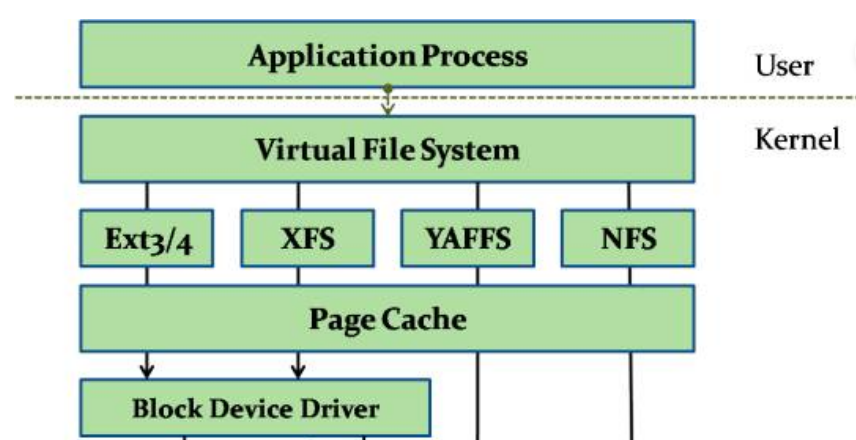 Application Process
User
Virtual File System
Kernel
Ext3/4
XFS
YAFFS
NFS
Page Cache
Block Device Driver